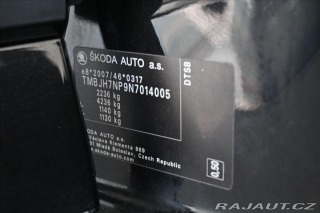 ŠKODA AUTO a.s.
e8*2007/46*0317
TMBJH7NP9N7014005
2236 kg
4236 kg
1140 kg
1130 kg
ŠKODA AUTO a.s.
Václava Klementa 869
Mladá Boleslav, Czech Republic
www.skoda-auto.com
DTSB
0,50
RAJAUT.CZ